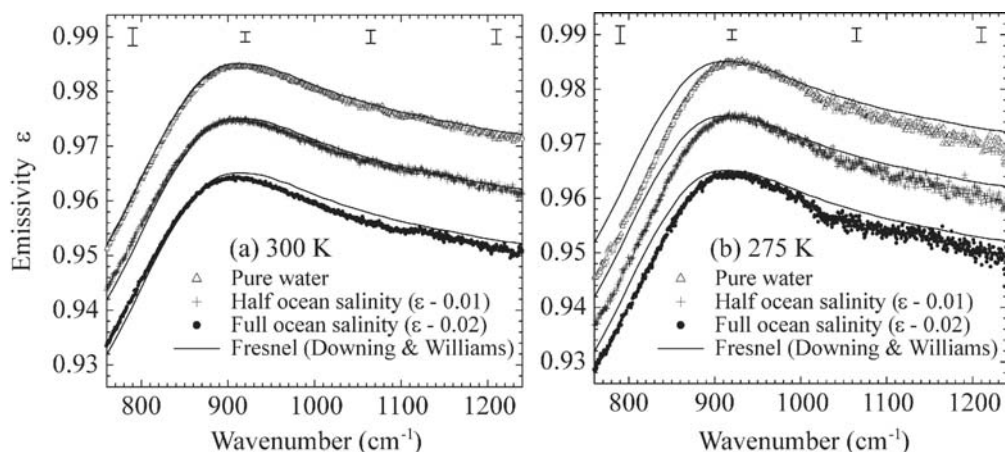 0.99
0.98
0.97
0.96
0.95
0.94
0.93
Emissivity ε
(a) 300 K
△ Pure water
+ Half ocean salinity (ε - 0.01)
● Full ocean salinity (ε - 0.02)
— Fresnel (Downing & Williams)
800 900 1000 1100 1200
Wavenumber (cm⁻¹)
0.99
0.98
0.97
0.96
0.95
0.94
0.93
(b) 275 K
△ Pure water
+ Half ocean salinity (ε - 0.01)
● Full ocean salinity (ε - 0.02)
— Fresnel (Downing & Williams)
800 900 1000 1100 1200
Wavenumber (cm⁻¹)